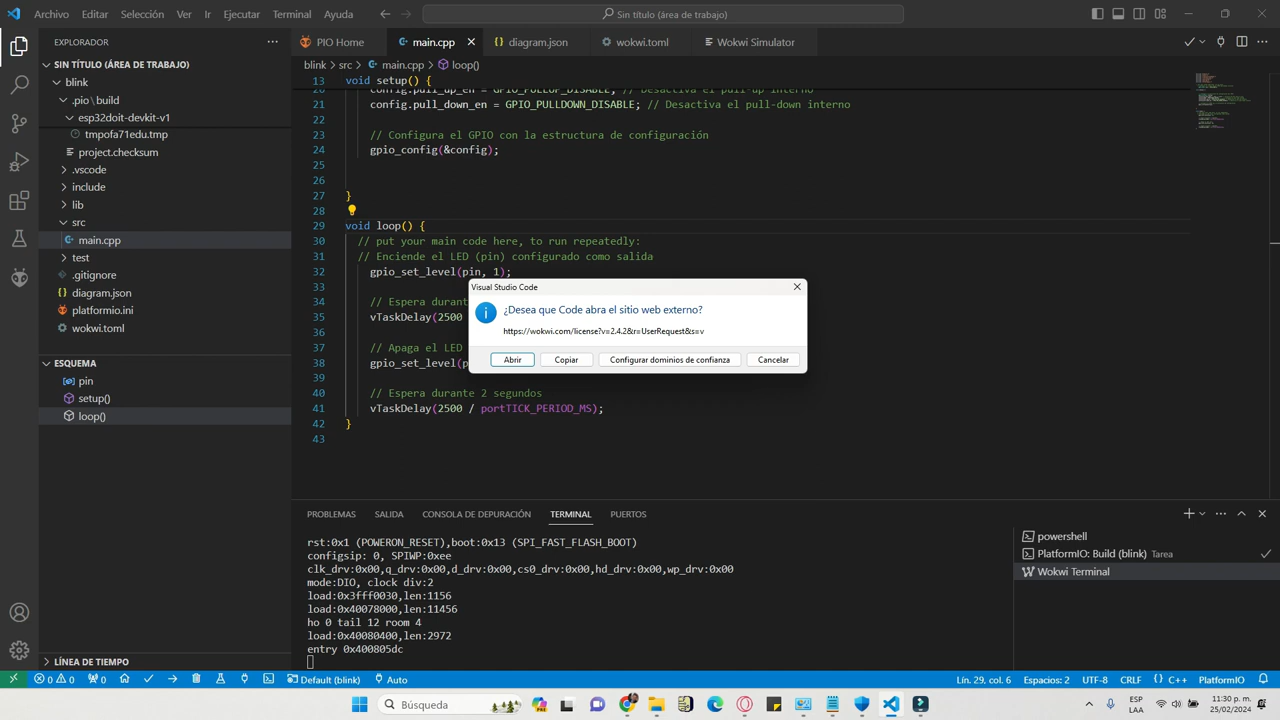 Archivo Editar Selección Ver Ir Ejecutar Terminal Ayuda Sin título (área de trabajo)
EXPLORADOR
PIO Home main.cpp diagram.json wokwi.toml Wokwi Simulator
SIN TÍTULO (ÁREA DE TRABAJO)
blink > src > main.cpp > loop()
blink
.pio \ build
esp32doit-devkit-v1
tmpofa71edu.tmp
project.checksum
.vscode
include
lib
src
main.cpp
test
.gitignore
diagram.json
platformio.ini
wokwi.toml
ESQUEMA
pin
setup()
loop()
LÍNEA DE TIEMPO
13 void setup() {
20 config.pull_up_en = GPIO_PULLUP_DISABLE; // Desactiva el pull-up interno
21 config.pull_down_en = GPIO_PULLDOWN_DISABLE; // Desactiva el pull-down interno
22
23 // Configura el GPIO con la estructura de configuración
24 gpio_config(&config);
25
26
27 }
28
29 void loop() {
30 // put your main code here, to run repeatedly:
31 // Enciende el LED (pin) configurado como salida
32 gpio_set_level(pin, 1);
33
34 // Espera durante
35 vTaskDelay(2500
36
37 // Apaga el LED
38 gpio_set_level(p
39
40 // Espera durante 2 segundos
41 vTaskDelay(2500 / portTICK_PERIOD_MS);
42 }
43
Visual Studio Code
¿Desea que Code abra el sitio web externo?
https://wokwi.com/license?v=2.4.2&r=UserRequest&s=v
Abrir Copiar Configurar dominios de confianza Cancelar
PROBLEMAS SALIDA CONSOLA DE DEPURACIÓN TERMINAL PUERTOS
rst:0x1 (POWERON_RESET),boot:0x13 (SPI_FAST_FLASH_BOOT)
configsip: 0, SPIWP:0xee
clk_drv:0x00,q_drv:0x00,d_drv:0x00,cs0_drv:0x00,hd_drv:0x00,wp_drv:0x00
mode:DIO, clock div:2
load:0x3fff0030,len:1156
load:0x40078000,len:11456
ho 0 tail 12 room 4
load:0x40080400,len:2972
entry 0x400805dc
powershell
PlatformIO: Build (blink) Tarea
Wokwi Terminal
0 0 0 Default (blink) Auto Lín. 29, col. 6 Espacios: 2 UTF-8 CRLF {} C++ PlatformIO
Búsqueda ESP LAA 11:30 p. m. 25/02/2024